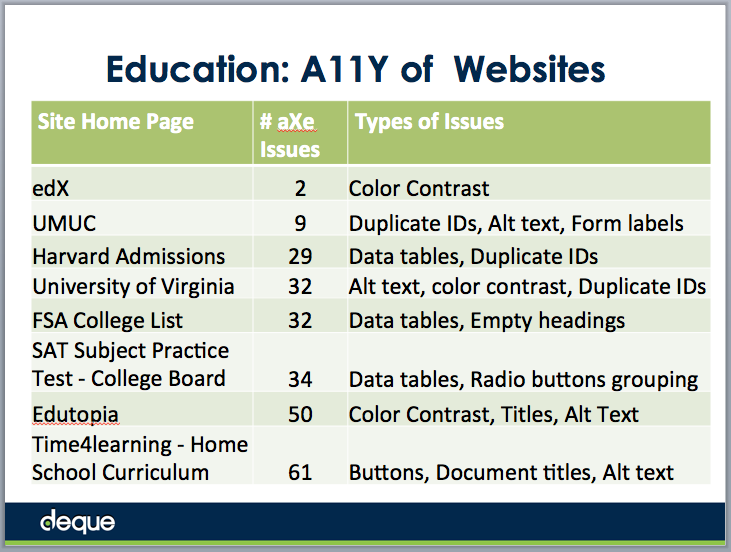 Education: A11Y of Websites
Site Home Page # aXe Issues Types of Issues
edX 2 Color Contrast
UMUC 9 Duplicate IDs, Alt text, Form labels
Harvard Admissions 29 Data tables, Duplicate IDs
University of Virginia 32 Alt text, color contrast, Duplicate IDs
FSA College List 32 Data tables, Empty headings
SAT Subject Practice
Test - College Board 34 Data tables, Radio buttons grouping
Edutopia 50 Color Contrast, Titles, Alt Text
Time4learning - Home
School Curriculum 61 Buttons, Document titles, Alt text
deque